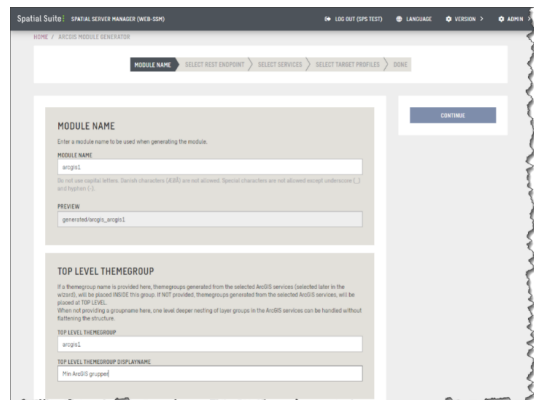 Spatial Suite SPATIAL SERVER MANAGER (WEB-SSM) LOG OUT (SPS TEST) LANGUAGE VERSION > ADMIN >
HOME / ARCGIS MODULE GENERATOR
MODULE NAME SELECT REST ENDPOINT SELECT SERVICES SELECT TARGET PROFILES DONE
CONTINUE
MODULE NAME
Enter a module name to be used when generating the module.
MODULE NAME
arcgis1
Do not use capital letters. Danish characters (ÆØÅ) are not allowed. Special characters are not allowed except underscore (_)
and hyphen (-).
PREVIEW
generated/arcgis_arcgis1
TOP LEVEL THEMEGROUP
If a themegroup name is provided here, themegroups generated from the selected ArcGIS services (selected later in the
wizard), will be placed INSIDE this group. If NOT provided, themegroups generated from the selected ArcGIS services, will be
placed at TOP LEVEL.
When not providing a groupname here, one level deeper nesting of layer groups in the ArcGIS services can be handled without
flattening the structure.
TOP LEVEL THEMEGROUP
arcgis1
TOP LEVEL THEMEGROUP DISPLAYNAME
Min ArcGIS grupper